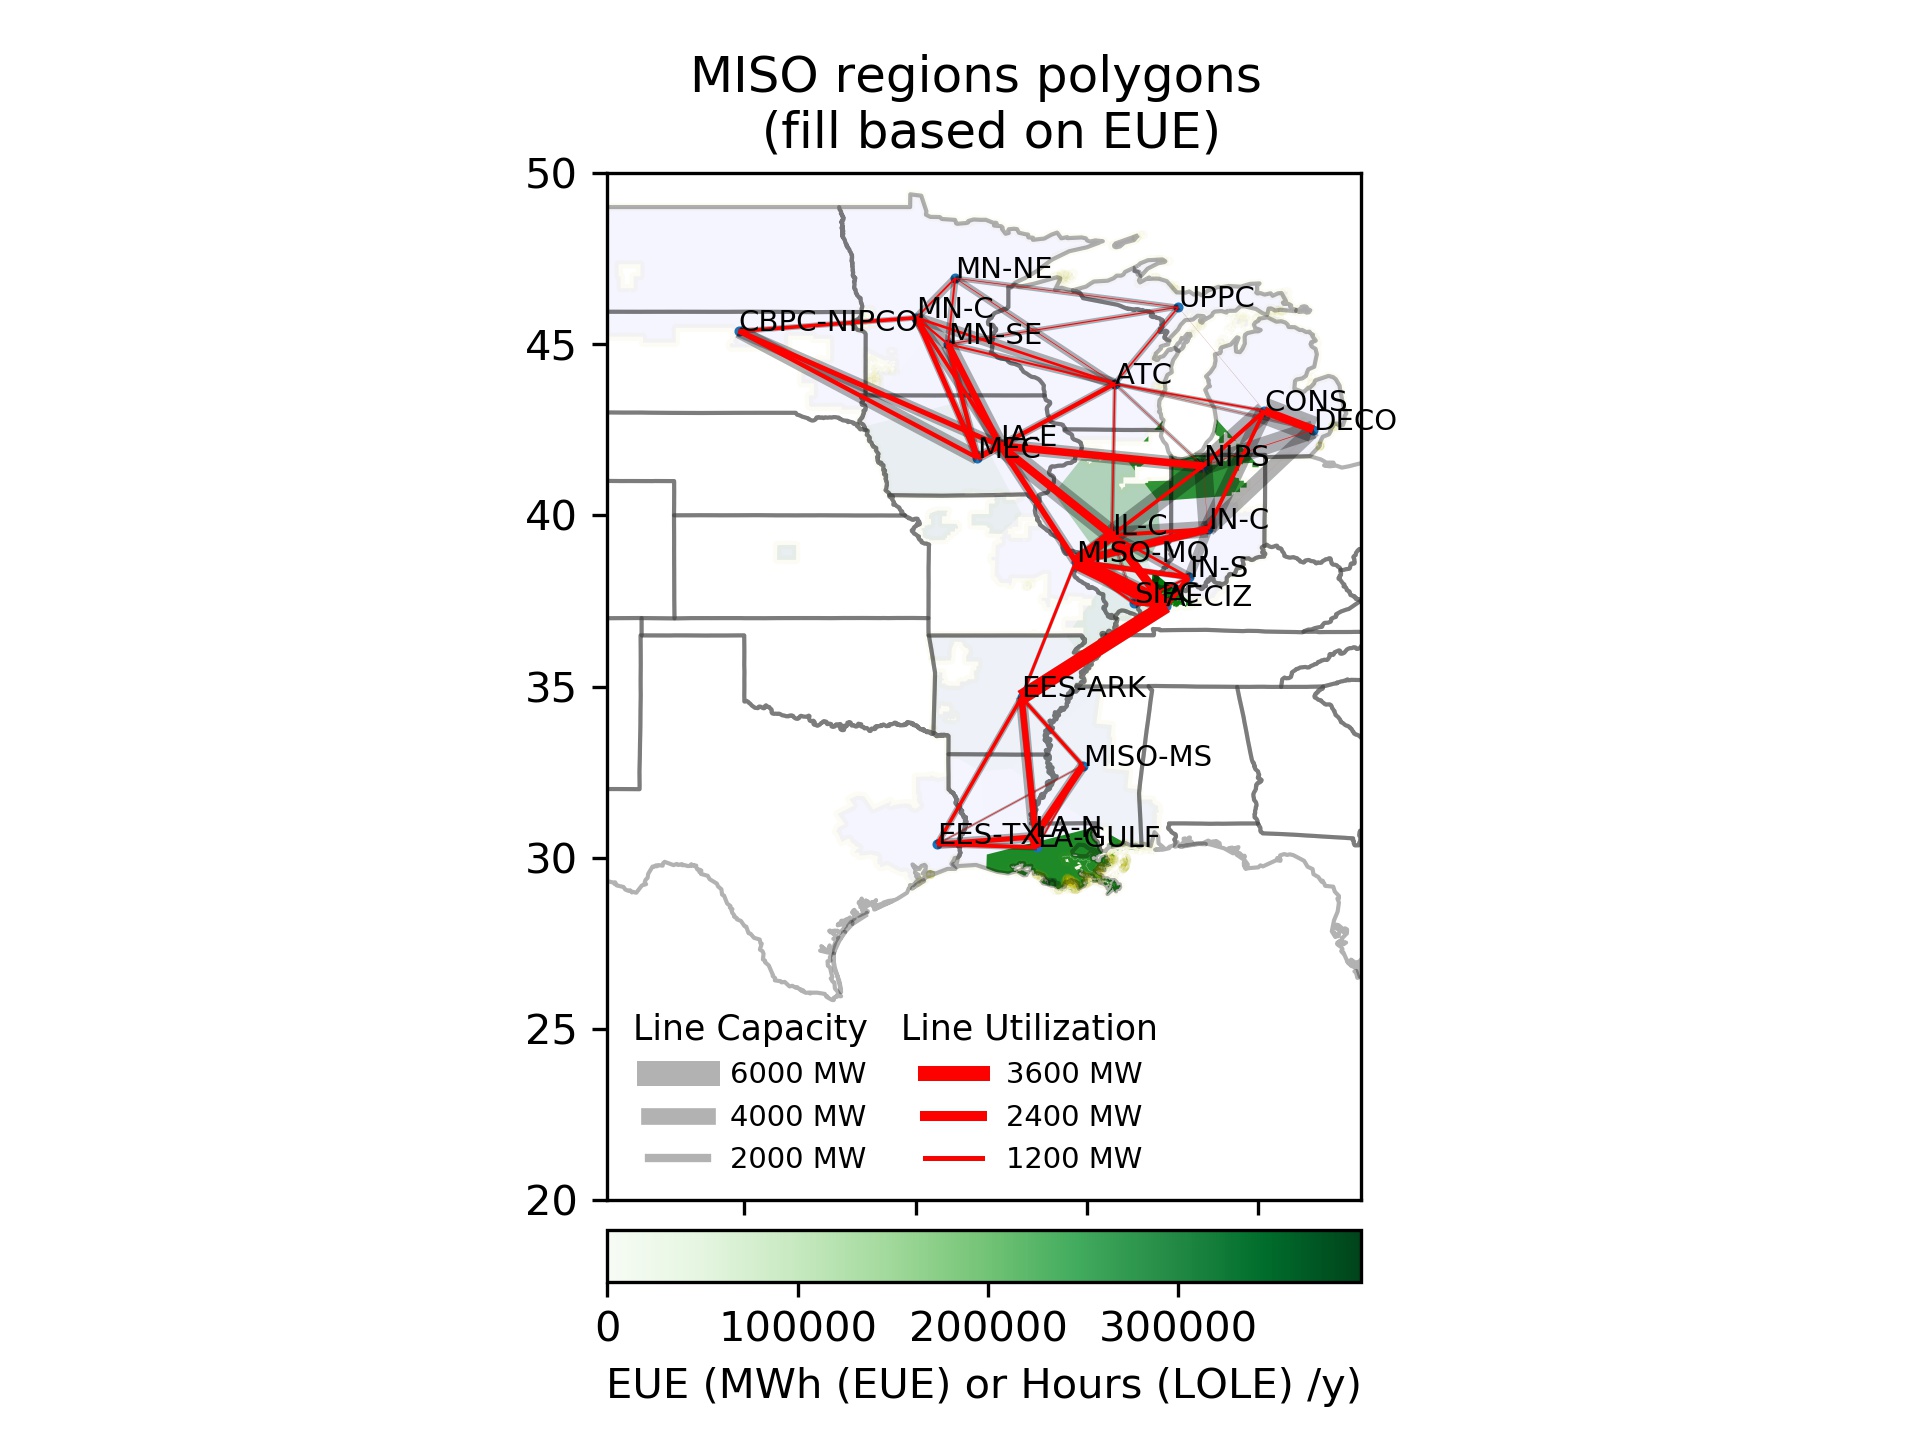 MISO regions polygons
(fill based on EUE)
50
45
40
35
30
25
20
MN-NE
UPPC
MN-C
CBPC-NIPCO
MN-SE
ATC
CONS
DECO
IA-E
MEC
NIPS
IL-C
IN-C
MISO-MO
IN-S
SIPC
AECIZ
EES-ARK
MISO-MS
LA-N
EES-TX
LA-GULF
Line Capacity
6000 MW
4000 MW
2000 MW
Line Utilization
3600 MW
2400 MW
1200 MW
0 100000 200000 300000
EUE (MWh (EUE) or Hours (LOLE) /y)